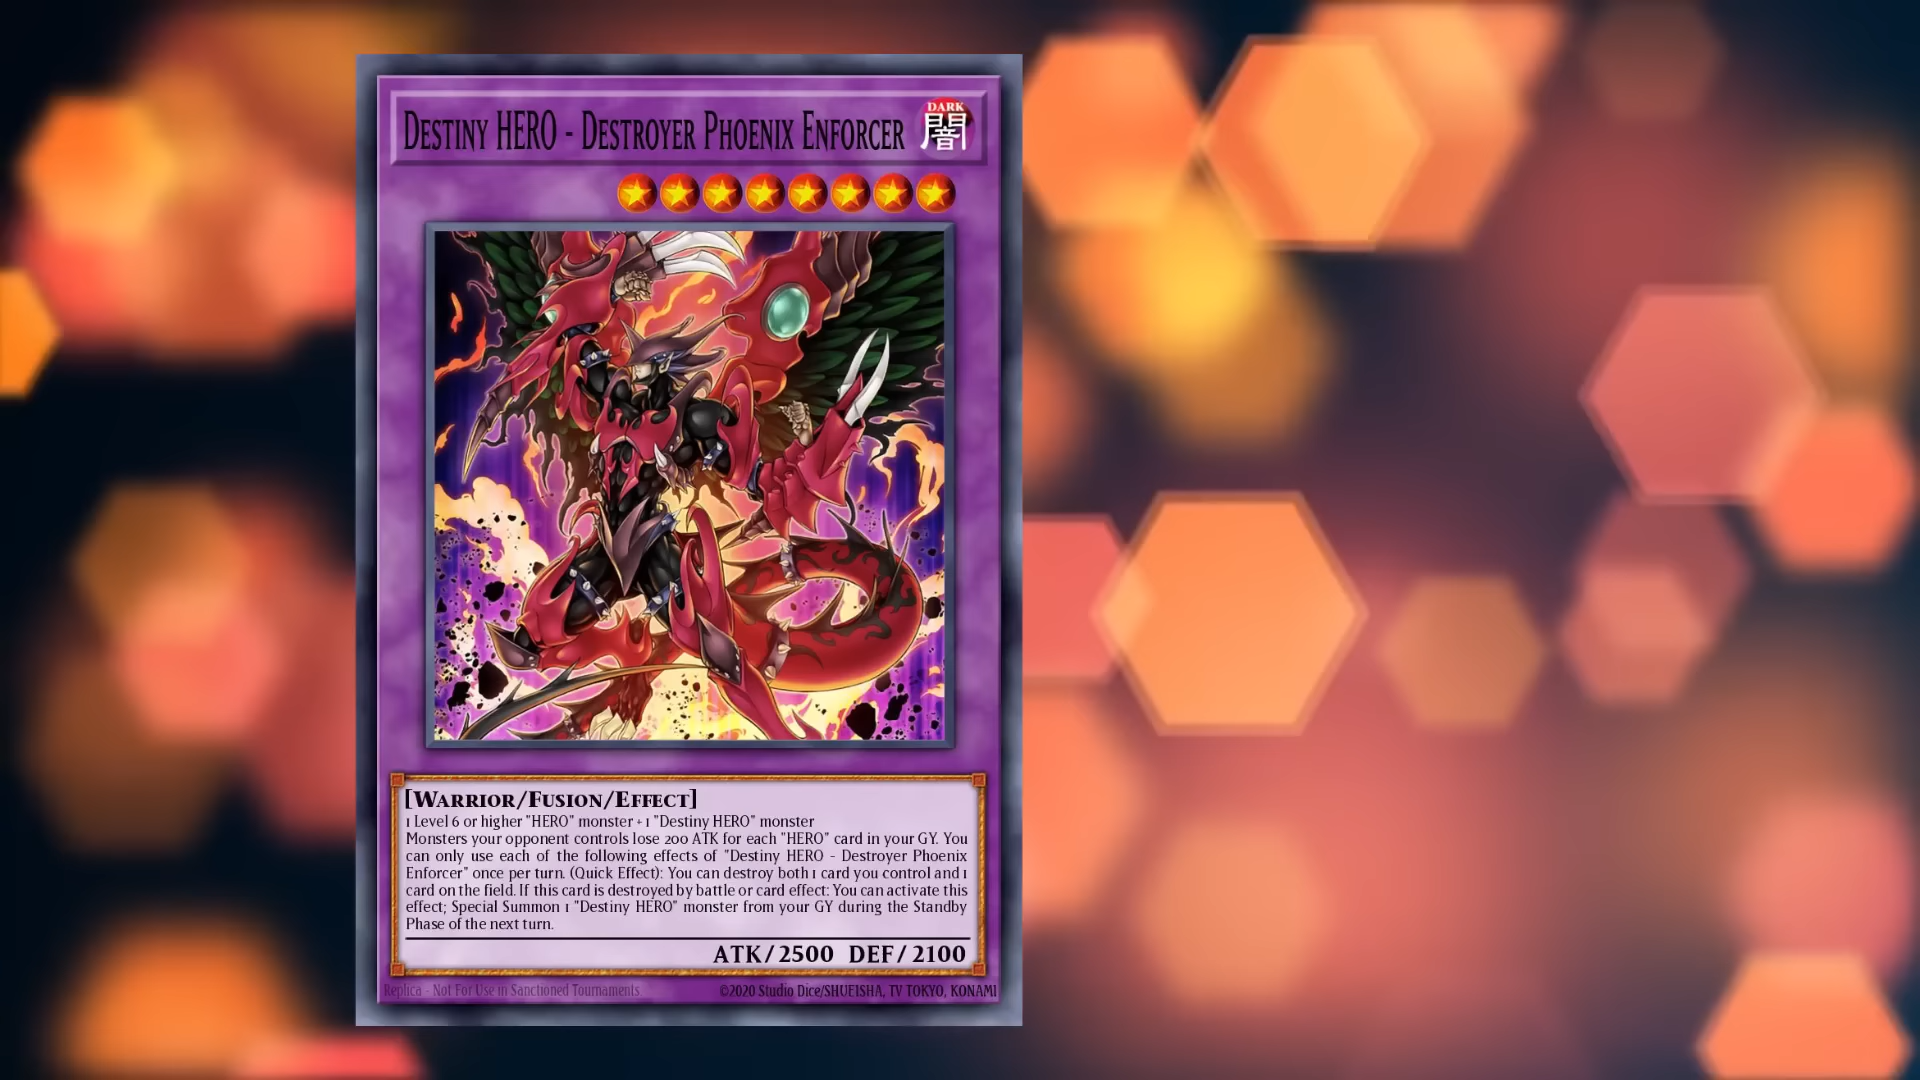 Destiny HERO - Destroyer Phoenix Enforcer
DARK
闇
[Warrior/Fusion/Effect]
1 Level 6 or higher "HERO" monster + 1 "Destiny HERO" monster
Monsters your opponent controls lose 200 ATK for each "HERO" card in your GY. You
can only use each of the following effects of "Destiny HERO - Destroyer Phoenix
Enforcer" once per turn. (Quick Effect): You can destroy both 1 card you control and 1
card on the field. If this card is destroyed by battle or card effect: You can activate this
effect; Special Summon 1 "Destiny HERO" monster from your GY during the Standby
Phase of the next turn.
ATK/2500 DEF/2100
Replica - Not For Use in Sanctioned Tournaments
©2020 Studio Dice/SHUEISHA, TV TOKYO, KONAMI